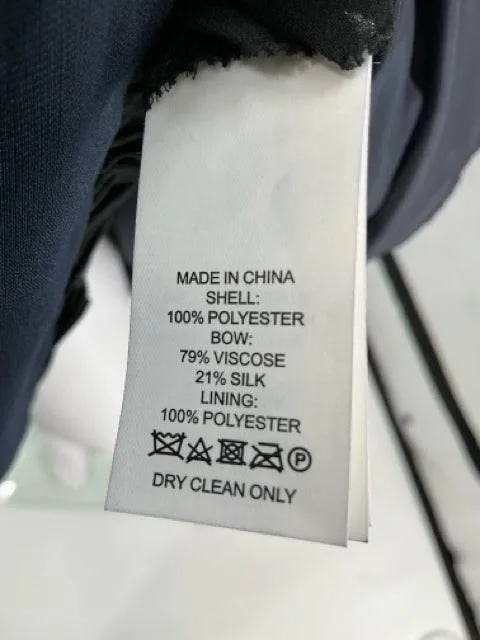 MADE IN CHINA
SHELL:
100% POLYESTER
BOW:
79% VISCOSE
21% SILK
LINING:
100% POLYESTER
P
DRY CLEAN ONLY